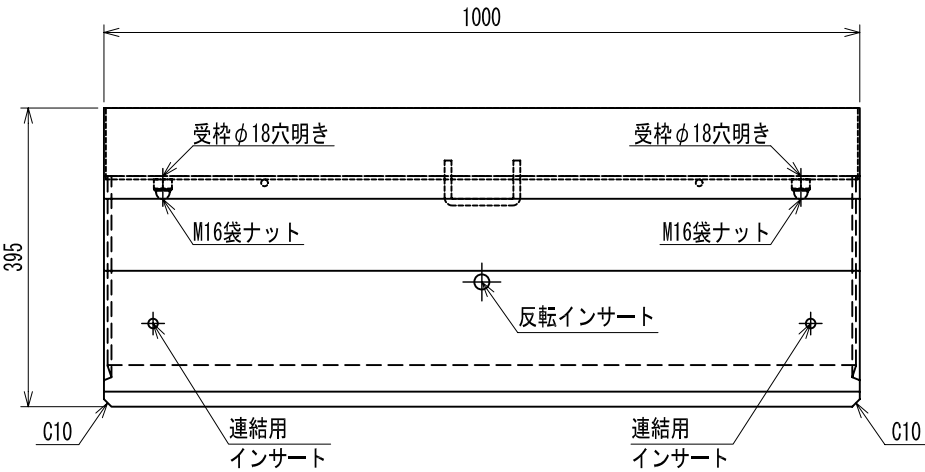 1000
受枠φ18穴明き
受枠φ18穴明き
M16袋ナット
M16袋ナット
395
反転インサート
C10
連結用
インサート
連結用
インサート
C10